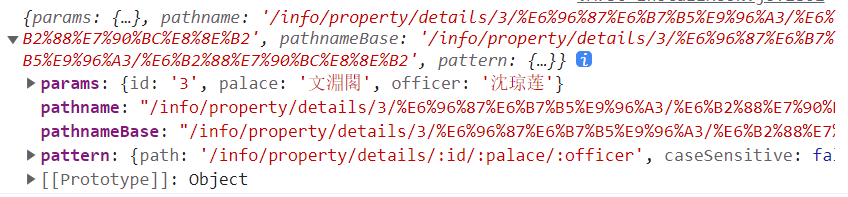 {params: {…}, pathname: '/info/property/details/3/%E6%96%87%E6%B7%B5%E9%96%A3/%E6%
B2%88%E7%90%BC%E8%8E%B2', pathnameBase: '/info/property/details/3/%E6%96%87%E6%B7%
B5%E9%96%A3/%E6%B2%88%E7%90%BC%E8%8E%B2', pattern: {…}}
params: {id: '3', palace: '文淵閣', officer: '沈琼莲'}
pathname: "/info/property/details/3/%E6%96%87%E6%B7%B5%E9%96%A3/%E6%B2%88%E7%90%B
pathnameBase: "/info/property/details/3/%E6%96%87%E6%B7%B5%E9%96%A3/%E6%B2%88%E7%
pattern: {path: '/info/property/details/:id/:palace/:officer', caseSensitive: fal
[[Prototype]]: Object